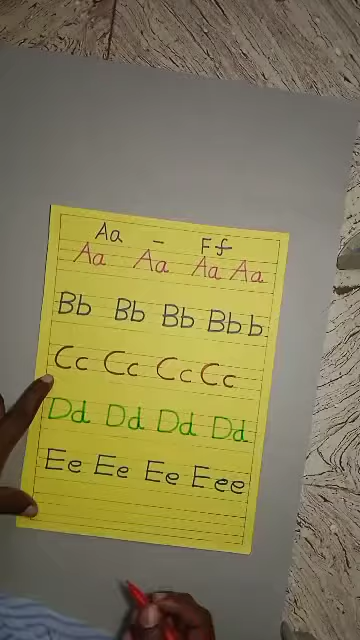 Aa – Ff
Aa Aa Aa Aa
Bb Bb Bb Bb b
Cc Cc Cc Cc
Dd Dd Dd Dd
Ee Ee Ee Eee